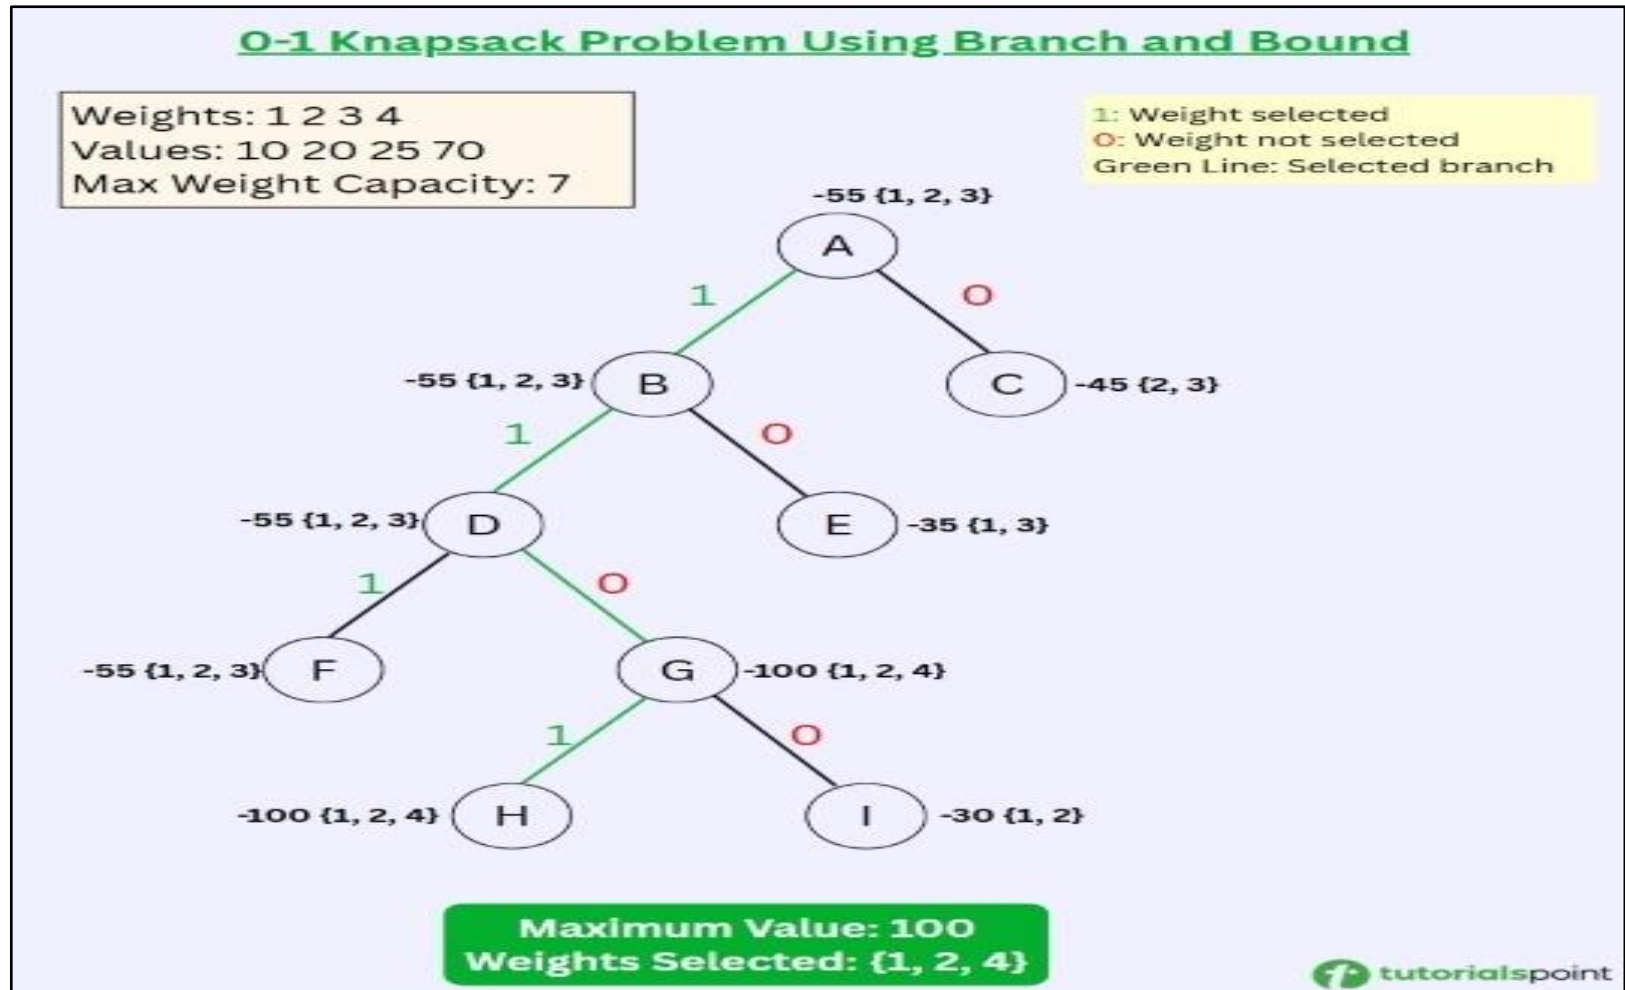 0-1 Knapsack Problem Using Branch and Bound
Weights: 1 2 3 4
Values: 10 20 25 70
Max Weight Capacity: 7
1: Weight selected
0: Weight not selected
Green Line: Selected branch
-55 {1, 2, 3}
A
1
0
-55 {1, 2, 3}
B
C
-45 {2, 3}
1
0
-55 {1, 2, 3}
D
E
-35 {1, 3}
1
0
-55 {1, 2, 3}
F
G
-100 {1, 2, 4}
1
0
-100 {1, 2, 4}
H
I
-30 {1, 2}
Maximum Value: 100
Weights Selected: {1, 2, 4}
tutorialspoint